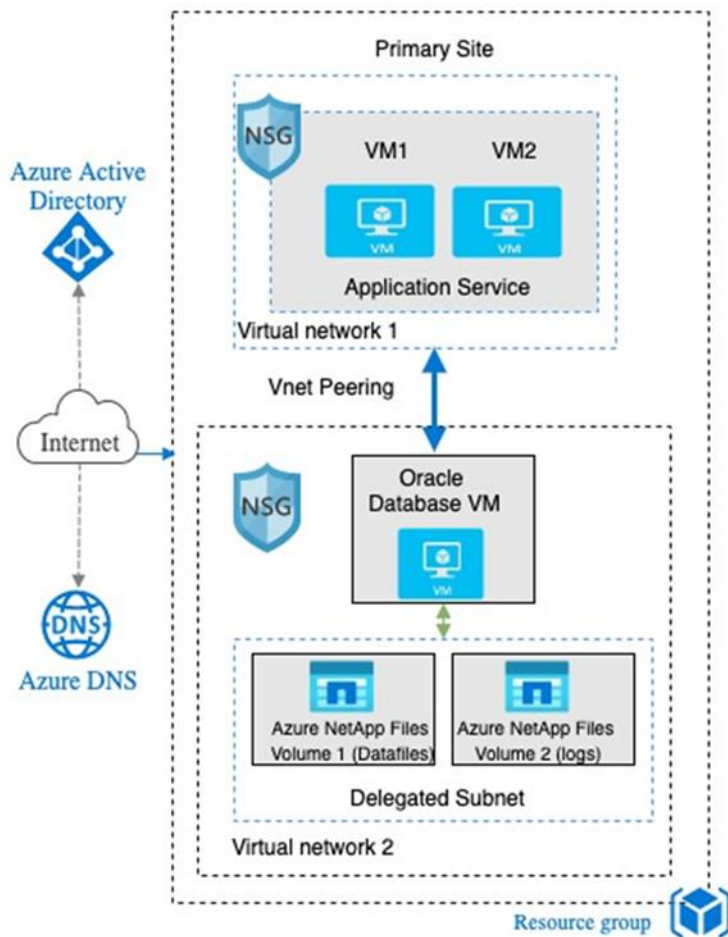 Primary Site
NSG
VM1
VM2
VM
VM
Application Service
Virtual network 1
Azure Active
Directory
Vnet Peering
Internet
Oracle
Database VM
NSG
VM
DNS
Azure DNS
Azure NetApp Files
Volume 1 (Datafiles)
Azure NetApp Files
Volume 2 (logs)
Delegated Subnet
Virtual network 2
Resource group